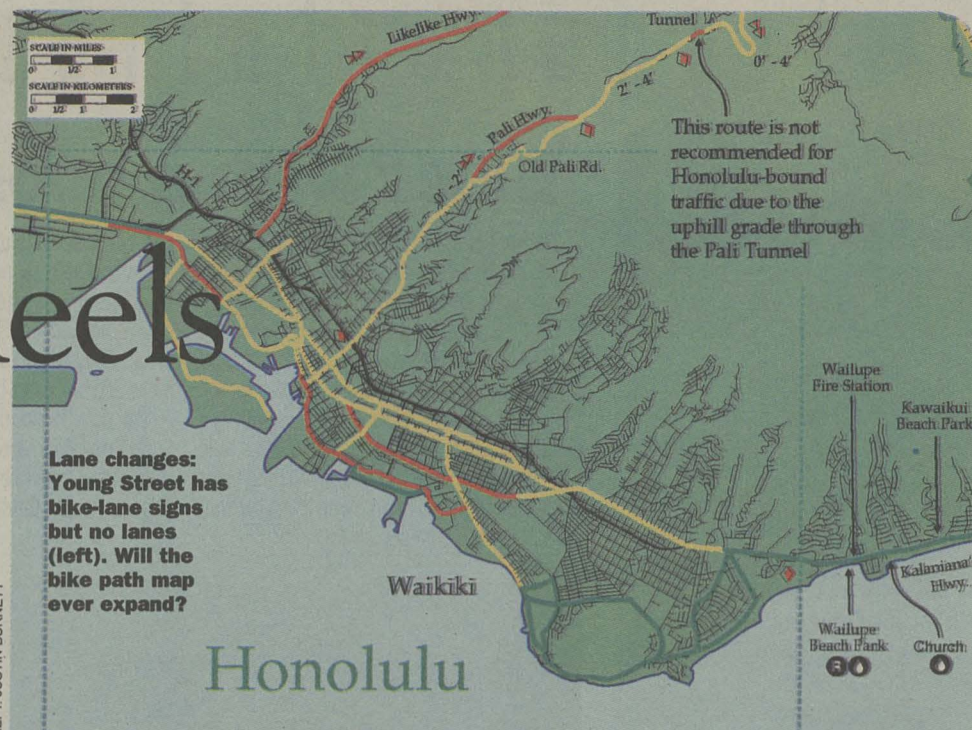 SCALE IN MILES
0 1/2 1
SCALE IN KILOMETERS
0 1/2 1 2
Likelike Hwy.
Tunnel
0' - 4'
2' - 4'
Pali Hwy.
Old Pali Rd.
0' - 2'
H-1
This route is not
recommended for
Honolulu-bound
traffic due to the
uphill grade through
the Pali Tunnel
eels
Wailupe
Fire Station
Kawaikui
Beach Park
Lane changes:
Young Street has
bike-lane signs
but no lanes
(left). Will the
bike path map
ever expand?
Waikiki
Honolulu
Kalaniana
Hwy.
Wailupe
Beach Park
Church